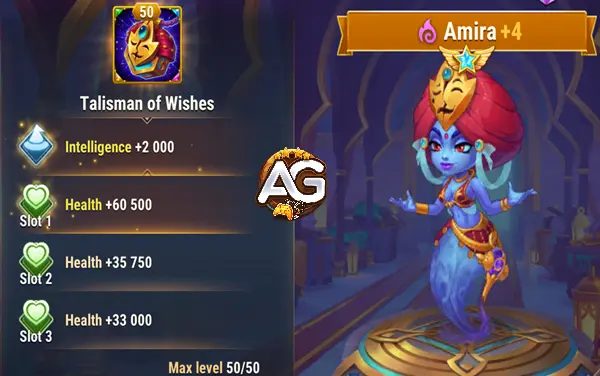 50
Talisman of Wishes
Intelligence +2 000
Health +60 500
Slot 1
Health +35 750
Slot 2
Health +33 000
Slot 3
Max level 50/50
AG
Amira +4